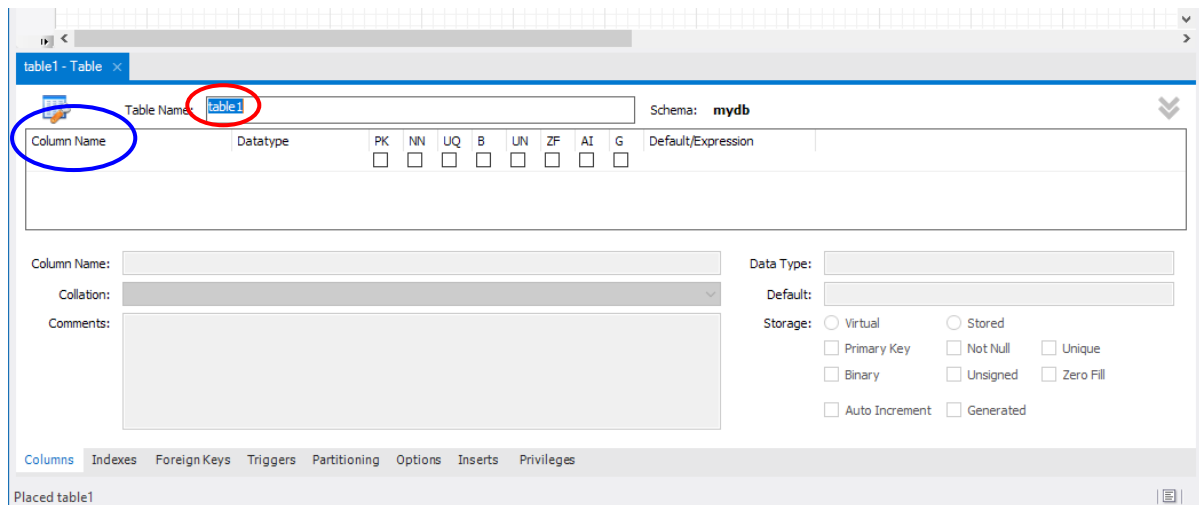 table1 - Table ×
Table Name: table1 Schema: mydb
Column Name Datatype PK NN UQ B UN ZF AI G Default/Expression
Column Name: Data Type:
Collation: Default:
Comments: Storage: Virtual Stored
Primary Key Not Null Unique
Binary Unsigned Zero Fill
Auto Increment Generated
Columns Indexes Foreign Keys Triggers Partitioning Options Inserts Privileges
Placed table1